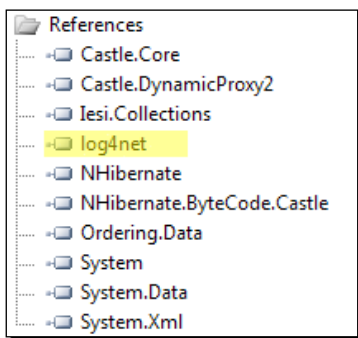 References
Castle.Core
Castle.DynamicProxy2
Iesi.Collections
log4net
NHibernate
NHibernate.ByteCode.Castle
Ordering.Data
System
System.Data
System.Xml